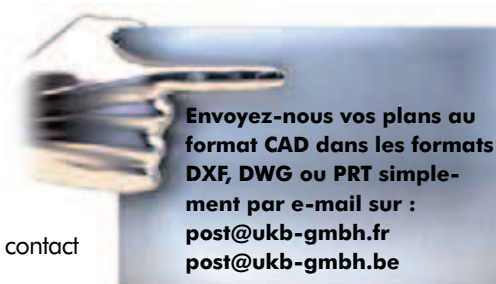 Envoyez-nous vos plans au
format CAD dans les formats
DXF, DWG ou PRT simple-
ment par e-mail sur :
post@ukb-gmbh.fr
post@ukb-gmbh.be
contact